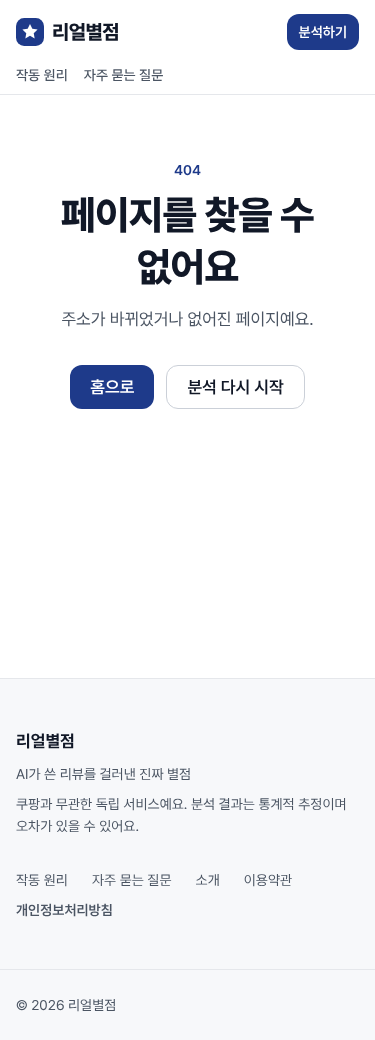 리얼별점
분석하기
작동 원리
자주 묻는 질문
404
페이지를 찾을 수
없어요
주소가 바뀌었거나 없어진 페이지예요.
홈으로
분석 다시 시작
리얼별점
AI가 쓴 리뷰를 걸러낸 진짜 별점
쿠팡과 무관한 독립 서비스예요. 분석 결과는 통계적 추정이며
오차가 있을 수 있어요.
작동 원리
자주 묻는 질문
소개
이용약관
개인정보처리방침
© 2026 리얼별점